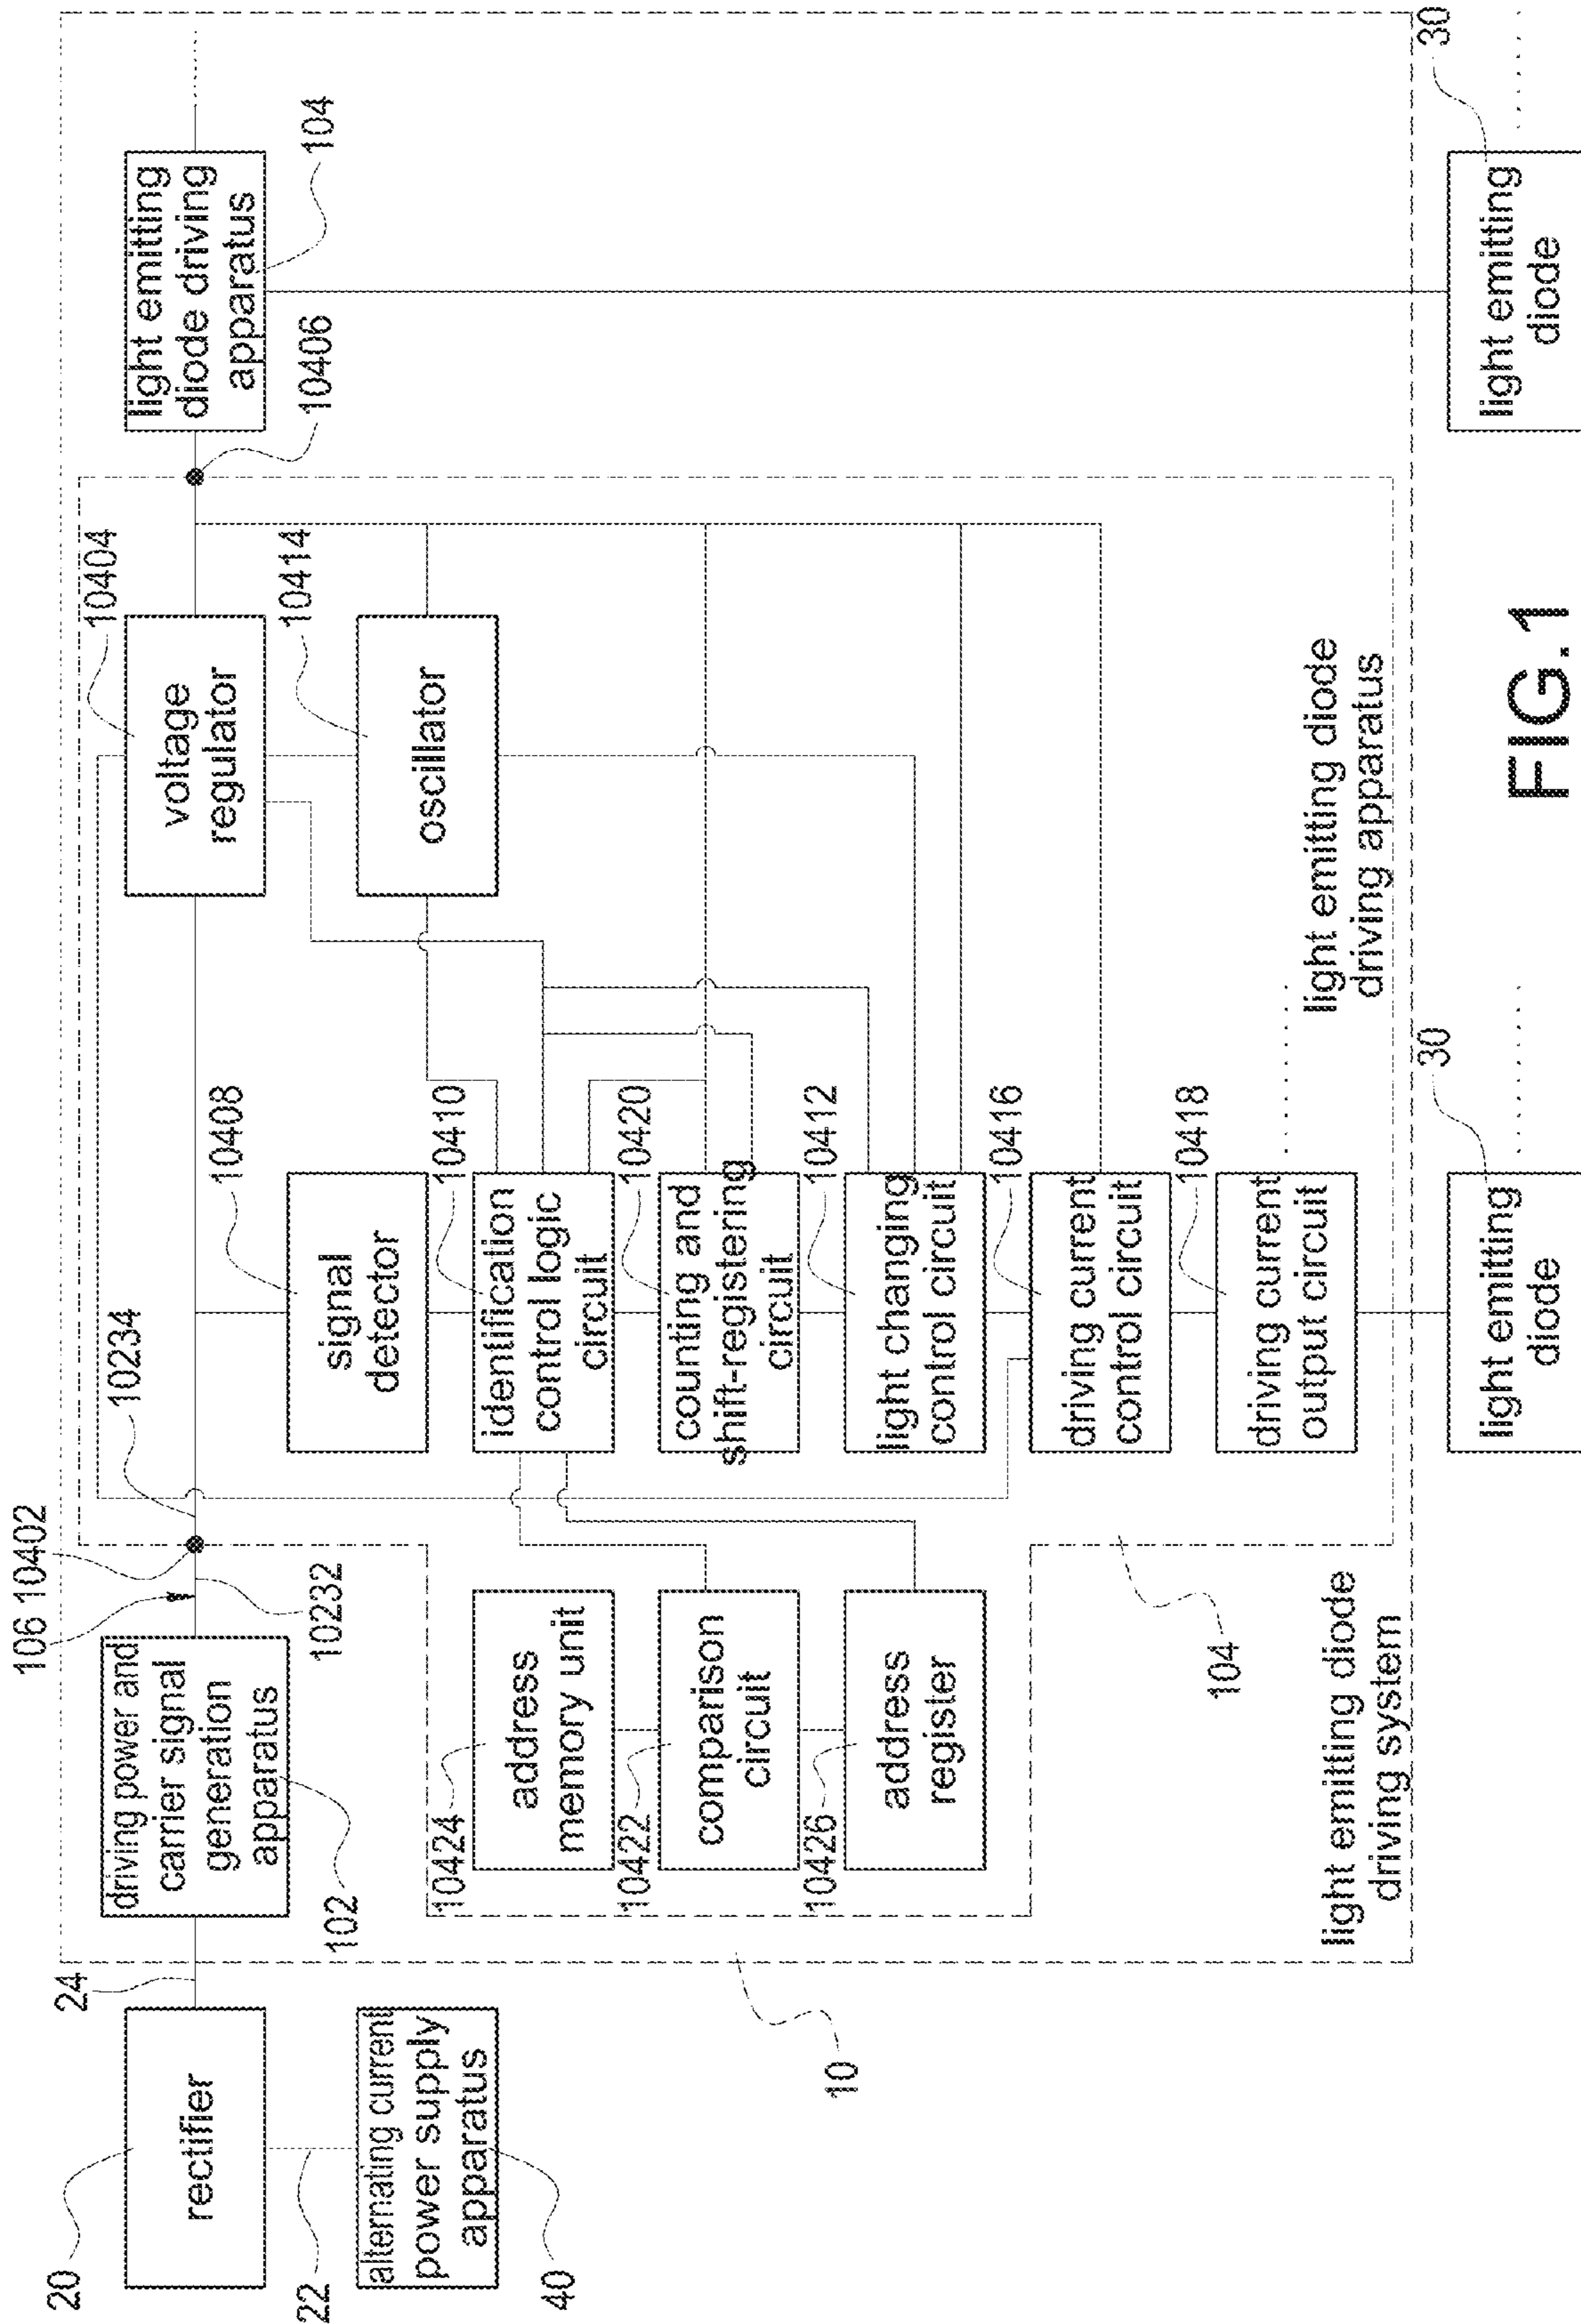 20
rectifier
22
alternating current
power supply
apparatus
40
24
10
driving power and
carrier signal
generation
apparatus
102
106
10402
10232
10234
10424
address
memory unit
10422
comparison
circuit
10426
address
register
104
light emitting diode
driving system
10408
signal
detector
10410
identification
control logic
circuit
10420
counting and
shift-registering
circuit
10412
light changing
control circuit
10416
driving current
control circuit
10418
driving current
output circuit
30
light emitting
diode
10404
voltage
regulator
10414
oscillator
light emitting diode
driving apparatus
10406
light emitting
diode driving
apparatus
104
30
light emitting
diode
FIG.1